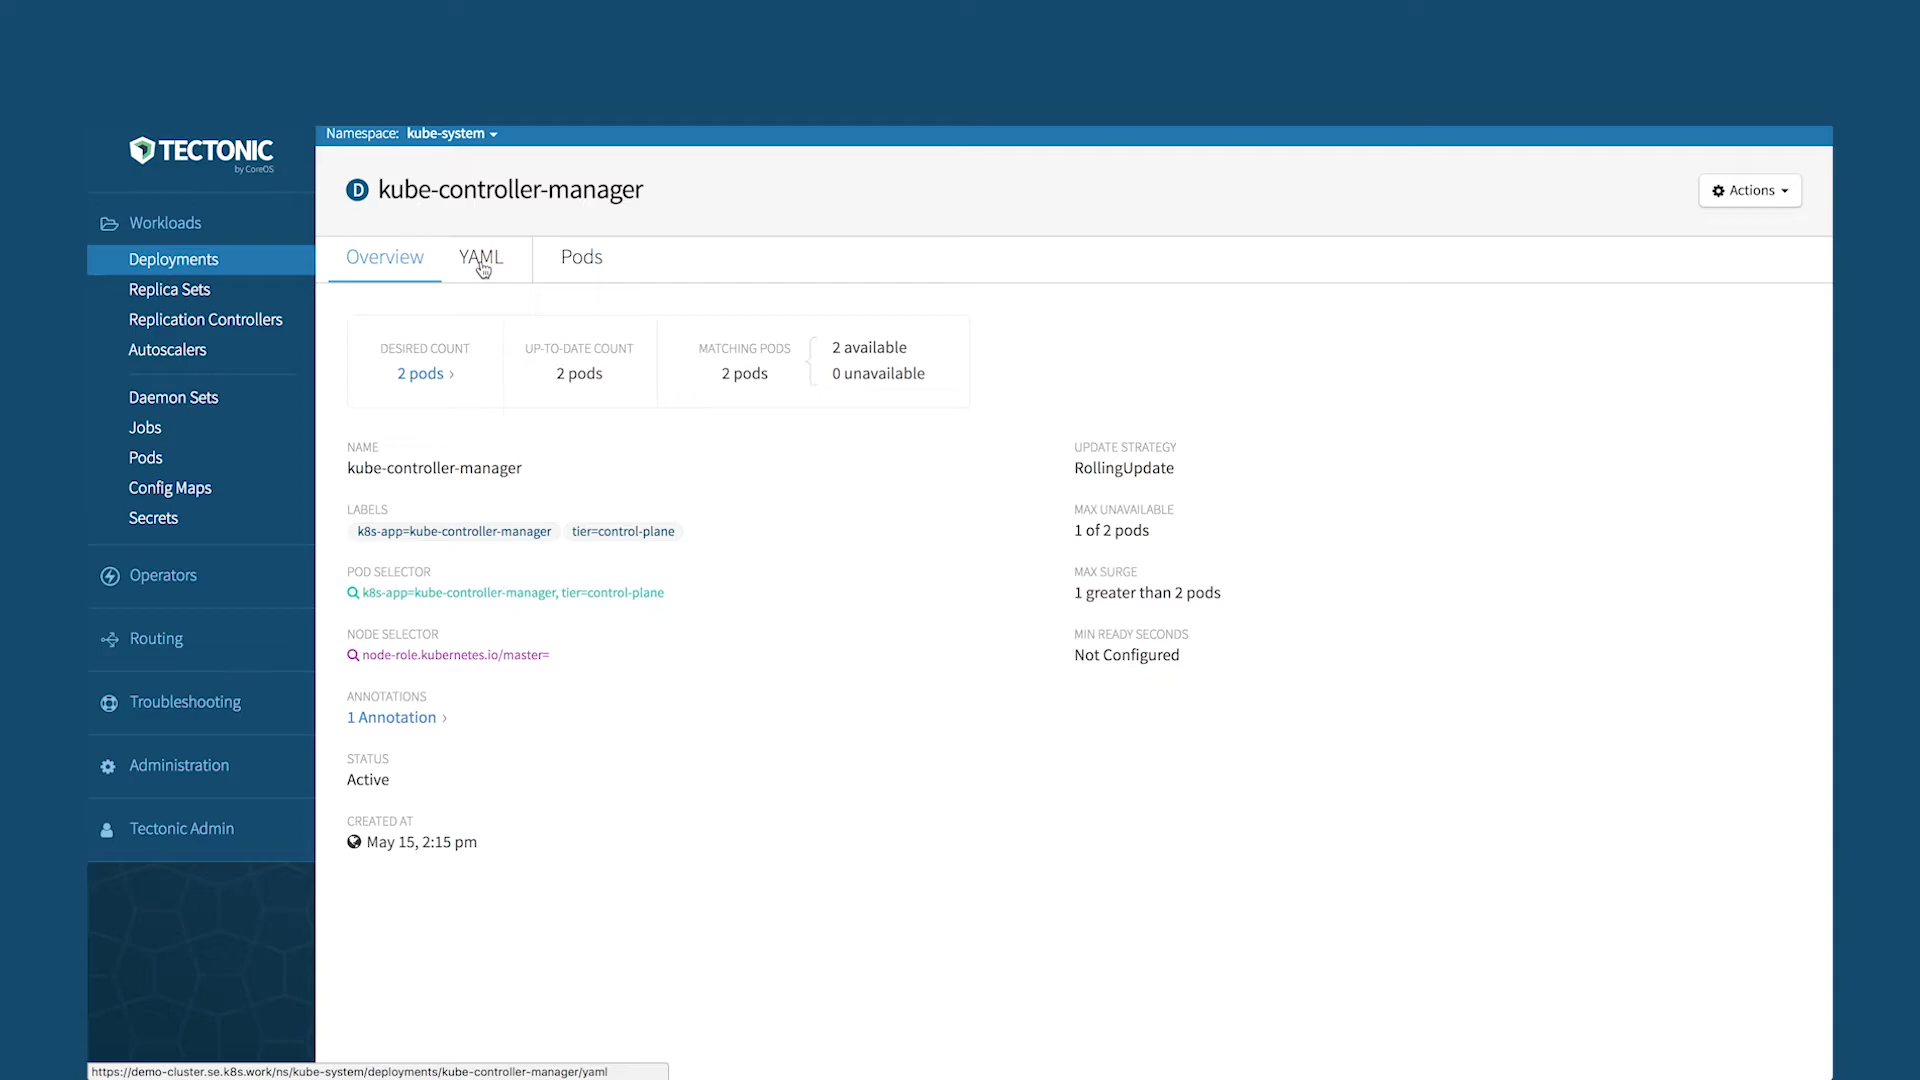 TECTONIC
by CoreOS
Namespace: kube-system
D kube-controller-manager
Actions
Workloads
Deployments
Replica Sets
Replication Controllers
Autoscalers
Daemon Sets
Jobs
Pods
Config Maps
Secrets
Operators
Routing
Troubleshooting
Administration
Tectonic Admin
Overview YAML Pods
DESIRED COUNT
2 pods ›
UP-TO-DATE COUNT
2 pods
MATCHING PODS
2 pods
2 available
0 unavailable
NAME
kube-controller-manager
LABELS
k8s-app=kube-controller-manager tier=control-plane
POD SELECTOR
k8s-app=kube-controller-manager, tier=control-plane
NODE SELECTOR
node-role.kubernetes.io/master=
ANNOTATIONS
1 Annotation ›
STATUS
Active
CREATED AT
May 15, 2:15 pm
UPDATE STRATEGY
RollingUpdate
MAX UNAVAILABLE
1 of 2 pods
MAX SURGE
1 greater than 2 pods
MIN READY SECONDS
Not Configured
https://demo-cluster.se.k8s.work/ns/kube-system/deployments/kube-controller-manager/yaml